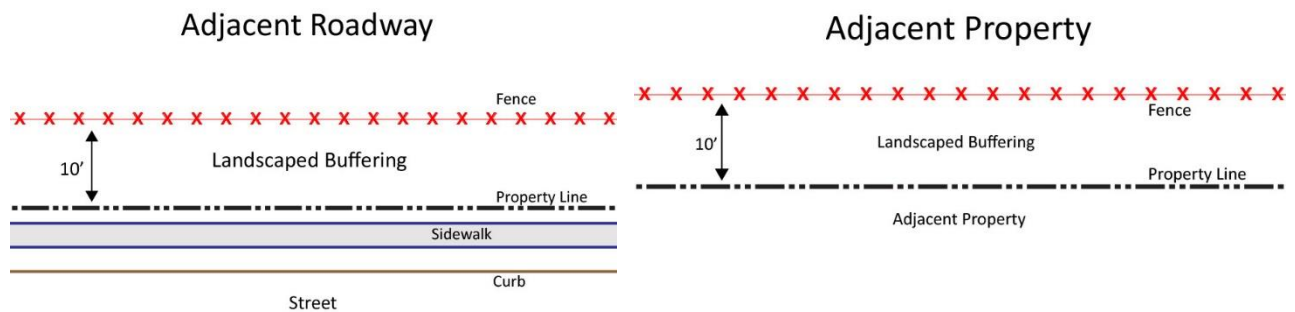 Adjacent Roadway
Fence
10’
Landscaped Buffering
Property Line
Sidewalk
Curb
Street
Adjacent Property
Fence
10’
Landscaped Buffering
Property Line
Adjacent Property